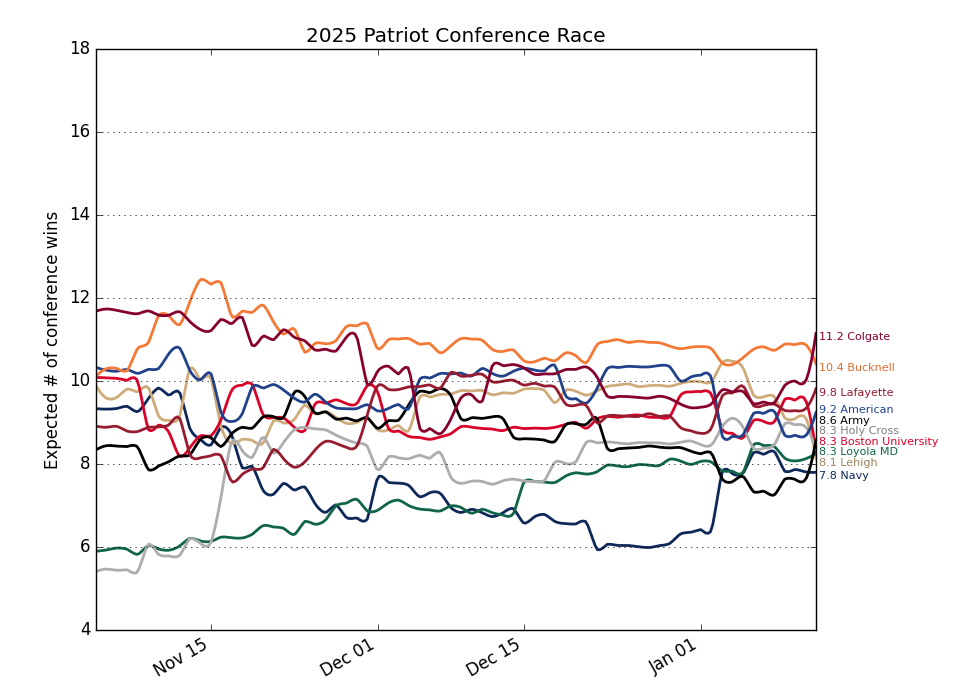 2025 Patriot Conference Race
Expected # of conference wins
18
16
14
12
10
8
6
4
Nov 15
Dec 01
Dec 15
Jan 01
11.2 Colgate
10.4 Bucknell
9.8 Lafayette
9.2 American
8.6 Army
8.3 Holy Cross
8.3 Boston University
8.3 Loyola MD
8.1 Lehigh
7.8 Navy